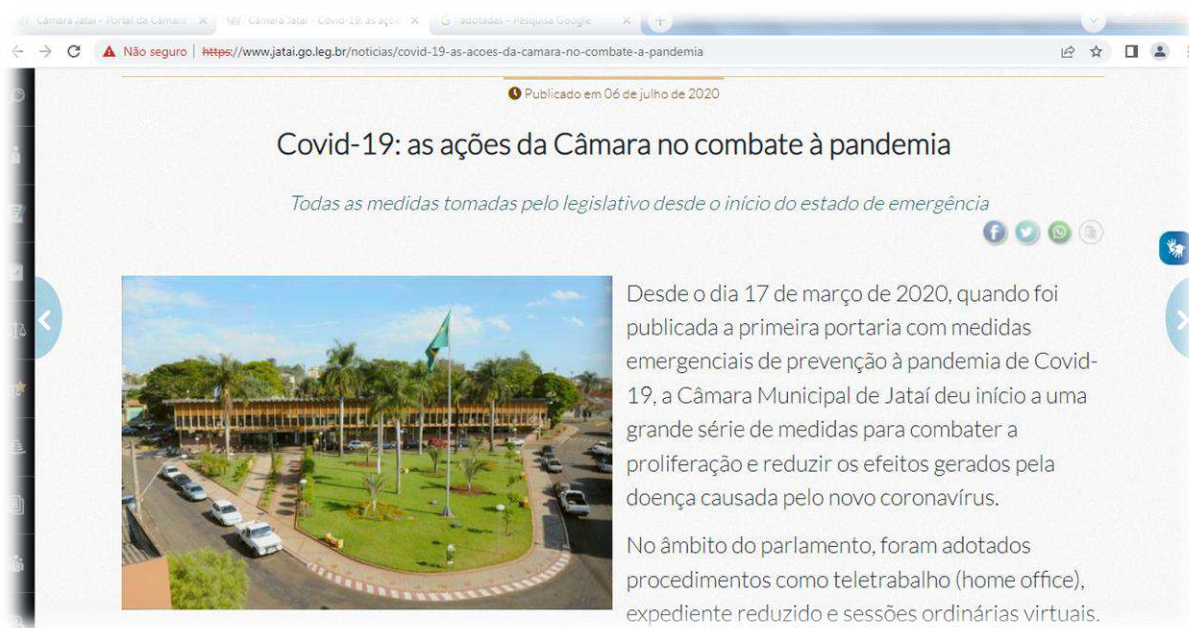 Câmara Jataí - Portal da Câmara
Câmara Jataí - Covid-19: as açõe
adotadas - Pesquisa Google
Não seguro | https://www.jatai.go.leg.br/noticias/covid-19-as-acoes-da-camara-no-combate-a-pandemia
Publicado em 06 de julho de 2020
Covid-19: as ações da Câmara no combate à pandemia
Todas as medidas tomadas pelo legislativo desde o início do estado de emergência
Desde o dia 17 de março de 2020, quando foi
publicada a primeira portaria com medidas
emergenciais de prevenção à pandemia de Covid-
19, a Câmara Municipal de Jataí deu início a uma
grande série de medidas para combater a
proliferação e reduzir os efeitos gerados pela
doença causada pelo novo coronavírus.
No âmbito do parlamento, foram adotados
procedimentos como teletrabalho (home office),
expediente reduzido e sessões ordinárias virtuais.